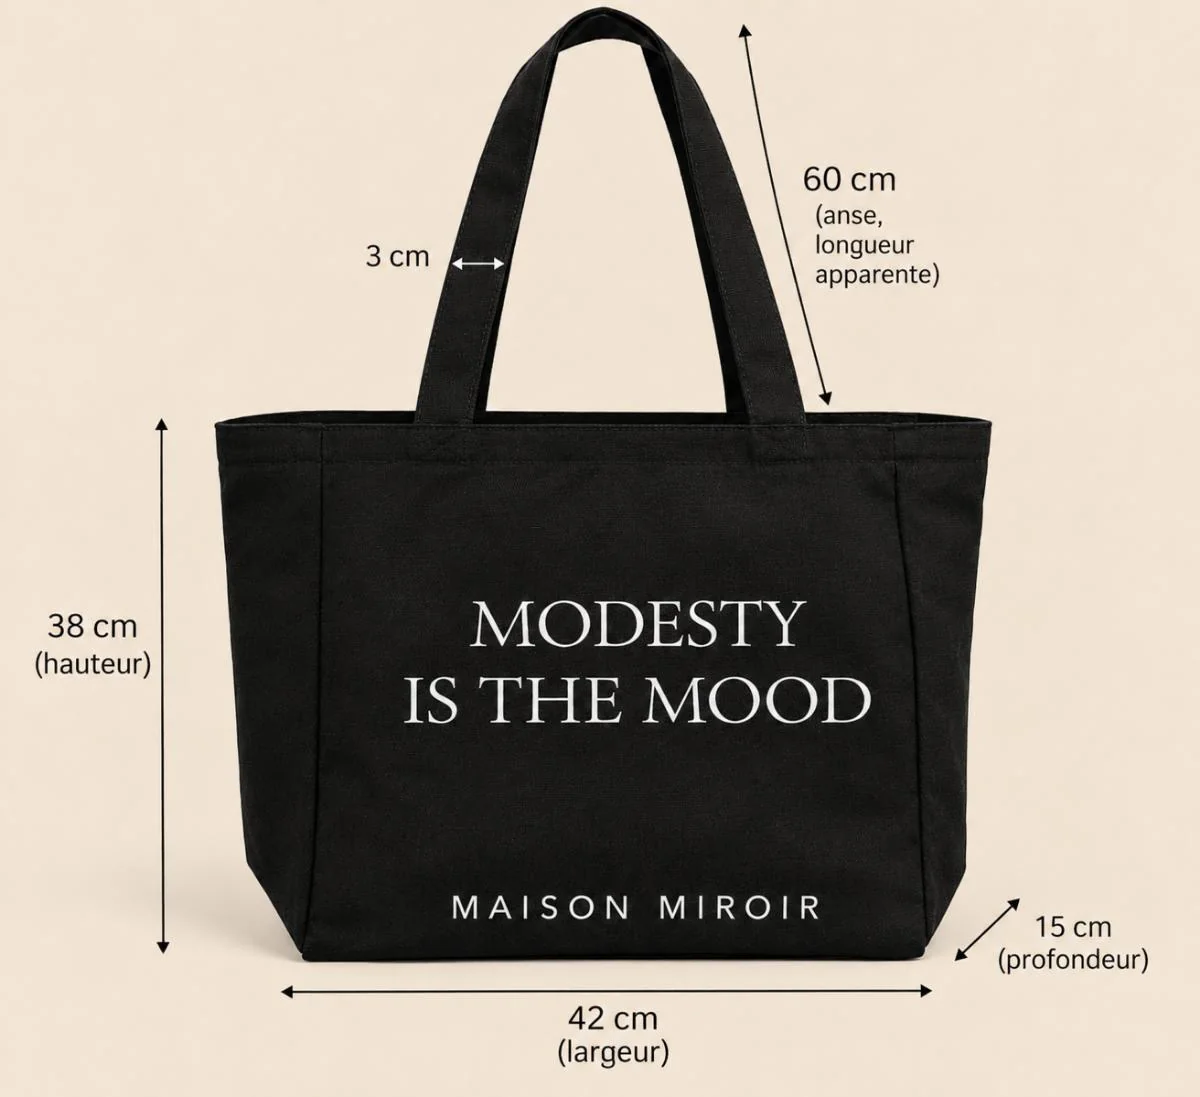 60 cm
(anse,
longueur
apparente)
3 cm
38 cm
(hauteur)
MODESTY
IS THE MOOD
MAISON MIROIR
15 cm
(profondeur)
42 cm
(largeur)